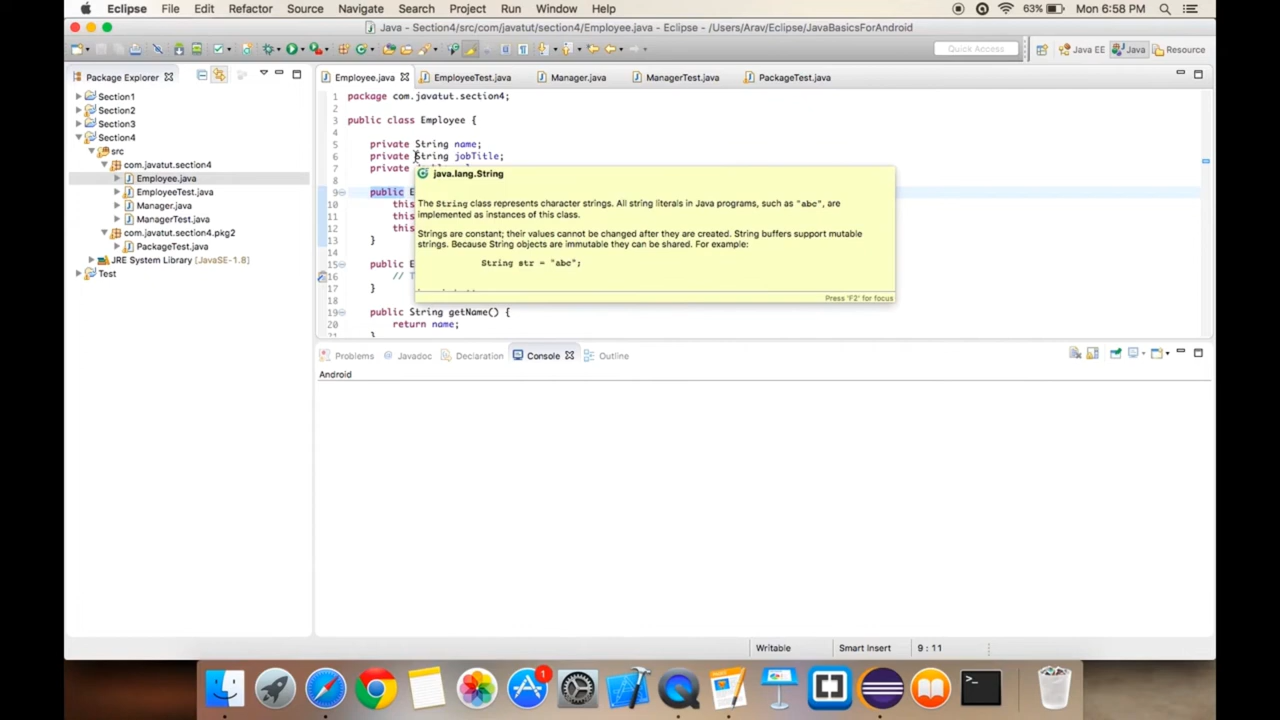 Eclipse File Edit Refactor Source Navigate Search Project Run Window Help 63% Mon 6:58 PM
Java - Section4/src/com/javatut/section4/Employee.java - Eclipse - /Users/Arav/Eclipse/JavaBasicsForAndroid
Quick Access Java EE Java Resource
Package Explorer
Section1
Section2
Section3
Section4
src
com.javatut.section4
Employee.java
EmployeeTest.java
Manager.java
ManagerTest.java
com.javatut.section4.pkg2
PackageTest.java
JRE System Library [JavaSE-1.8]
Test
Employee.java EmployeeTest.java Manager.java ManagerTest.java PackageTest.java
1 package com.javatut.section4;
2
3 public class Employee {
4
5 private String name;
6 private String jobTitle;
7 private
8
9 public E
10 this
11 this
12 this
13 }
14
15 public E
16 // T
17 }
18
19 public String getName() {
20 return name;
21 }
java.lang.String
The String class represents character strings. All string literals in Java programs, such as "abc", are
implemented as instances of this class.
Strings are constant; their values cannot be changed after they are created. String buffers support mutable
strings. Because String objects are immutable they can be shared. For example:
String str = "abc";
Press 'F2' for focus
Problems Javadoc Declaration Console Outline
Android
Writable Smart Insert 9 : 11
1